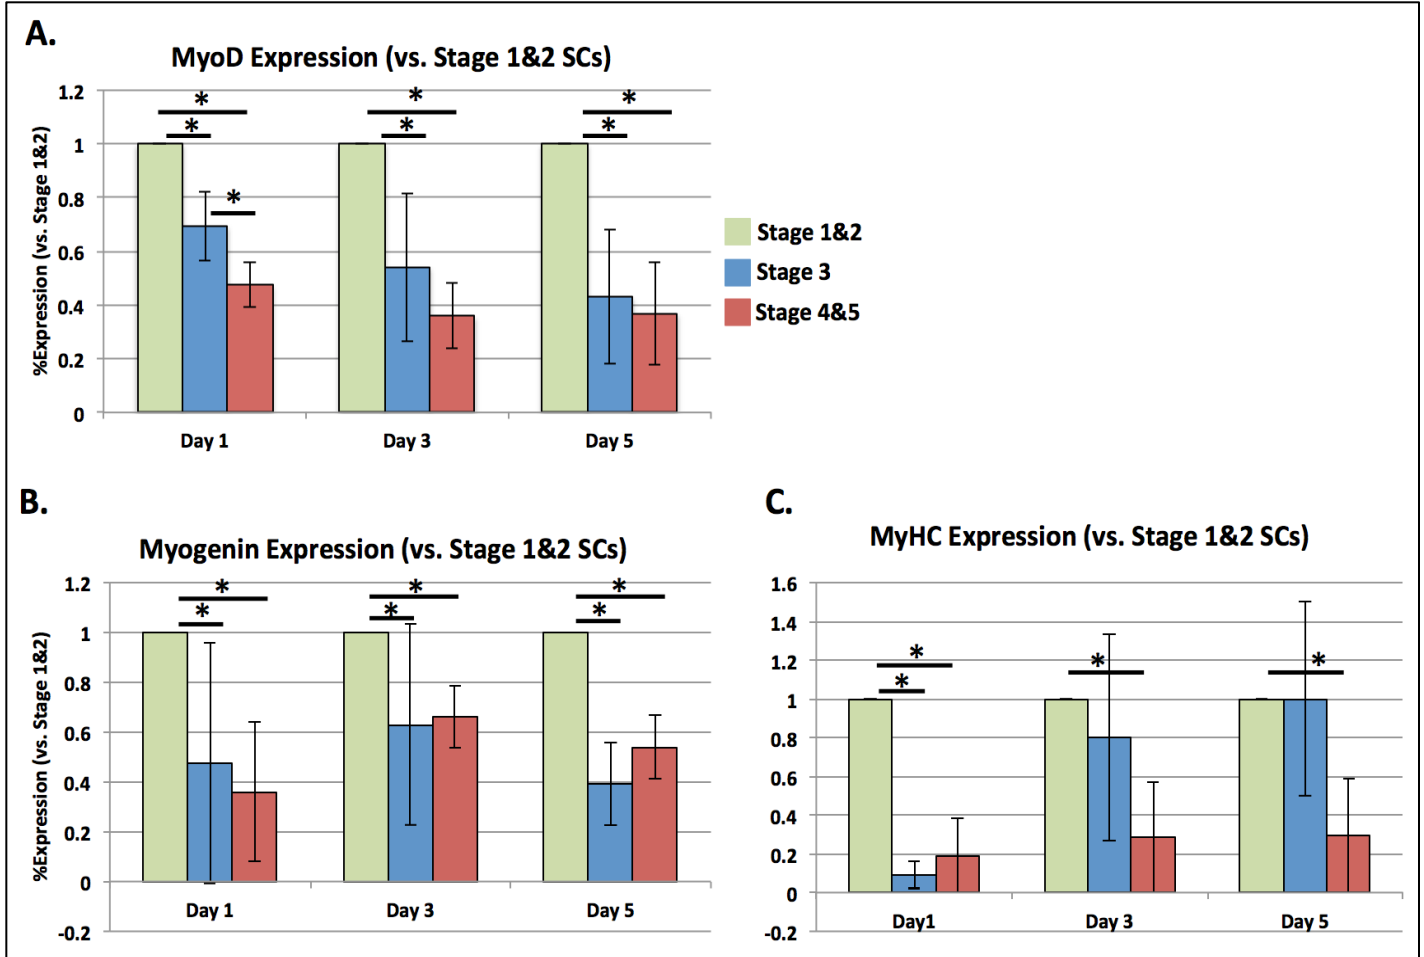 A.
MyoD Expression (vs. Stage 1&2 SCs)
%Expression (vs. Stage 1&2)
1.2
1
0.8
0.6
0.4
0.2
0
* * *
* * *
*
Day 1 Day 3 Day 5
Stage 1&2
Stage 3
Stage 4&5
B.
Myogenin Expression (vs. Stage 1&2 SCs)
%Expression (vs. Stage 1&2)
1.2
1
0.8
0.6
0.4
0.2
0
-0.2
* * *
* * *
Day 1 Day 3 Day 5
C.
MyHC Expression (vs. Stage 1&2 SCs)
1.6
1.4
1.2
1
0.8
0.6
0.4
0.2
0
-0.2
* * *
*
Day1 Day 3 Day 5